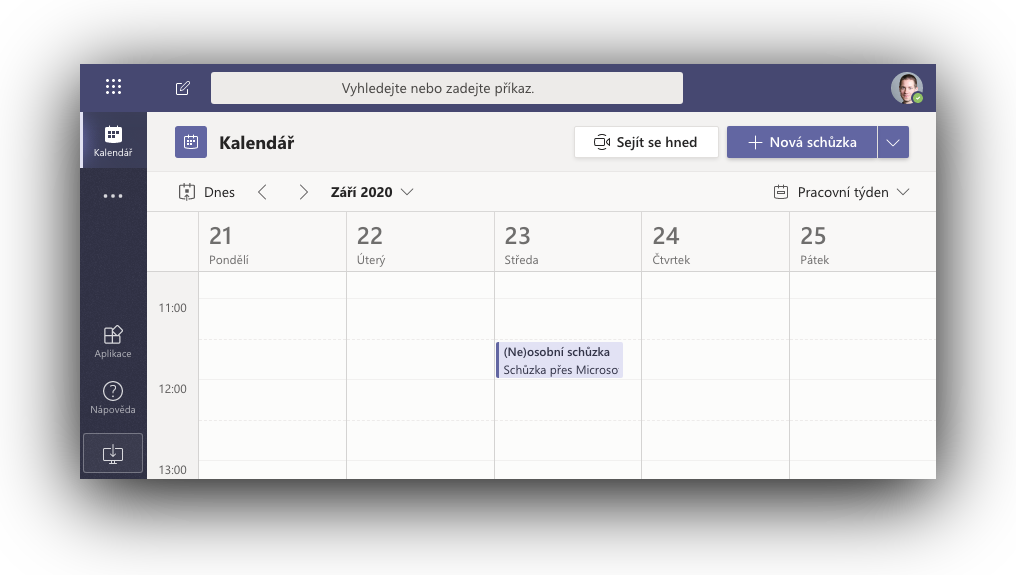 Vyhledejte nebo zadejte příkaz.
Kalendář
Kalendář
Sejít se hned
Nová schůzka
Dnes
Září 2020
Pracovní týden
21
Pondělí
22
Úterý
23
Středa
24
Čtvrtek
25
Pátek
11:00
(Ne)osobní schůzka
Schůzka přes Microso
12:00
13:00
Aplikace
Nápověda